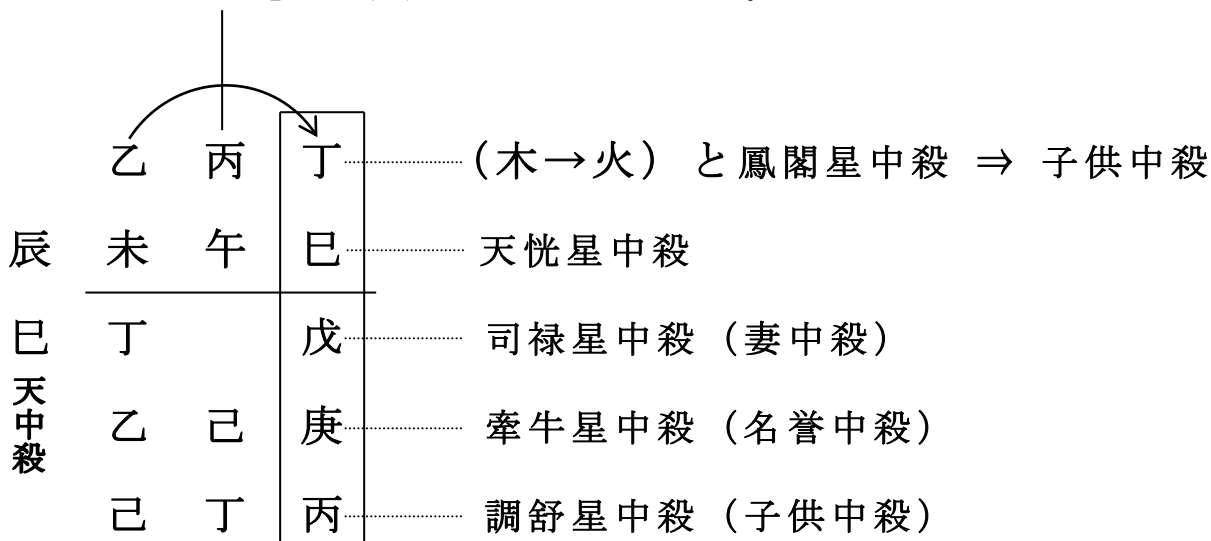 乙 丙 丁 (木→火) と鳳閣星中殺 ⇒ 子供中殺
辰 未 午 巳 天恍星中殺
巳 丁 戊 司禄星中殺 (妻中殺)
天中殺 乙 己 庚 牽牛星中殺 (名誉中殺)
己 丁 丙 調舒星中殺 (子供中殺)